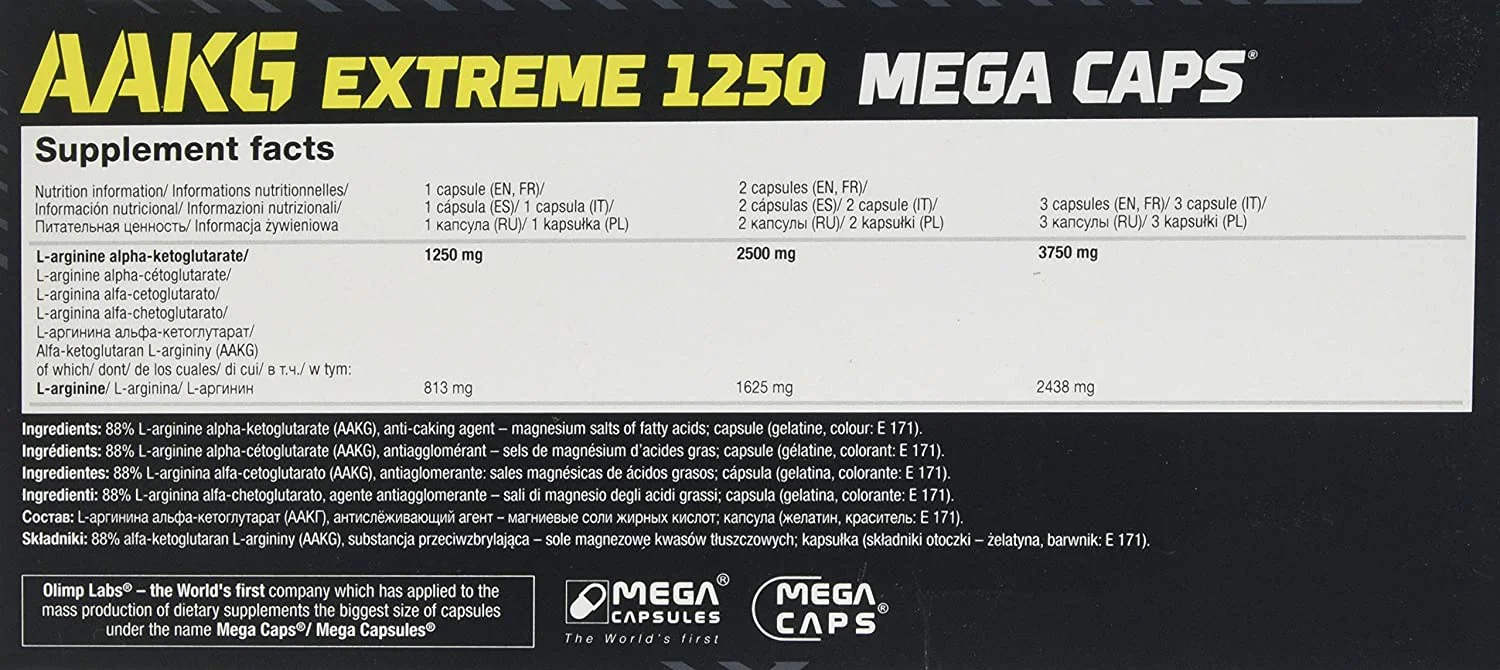 AAKG EXTREME 1250 MEGA CAPS®
Supplement facts
Nutrition information/ Informations nutritionnelles/
Información nutricional/ Informazioni nutrizionali/
Питательная ценность/ Informacja żywieniowa
1 capsule (EN, FR)/
1 cápsula (ES)/ 1 capsula (IT)/
1 капсула (RU)/ 1 kapsułka (PL)
2 capsules (EN, FR)/
2 cápsulas (ES)/ 2 capsule (IT)/
2 капсулы (RU)/ 2 kapsułki (PL)
3 capsules (EN, FR)/ 3 capsule (IT)/
3 капсулы (RU)/ 3 kapsułki (PL)
L-arginine alpha-ketoglutarate/ 1250 mg 2500 mg 3750 mg
L-arginine alpha-cétoglutarate/
L-arginina alfa-cetoglutarato/
L-arginina alfa-chetoglutarato/
L-аргинина альфа-кетоглутарат/
Alfa-ketoglutaran L-argininy (AAKG)
of which/ dont/ de los cuales/ di cui/ в т.ч./ w tym:
L-arginine/ L-arginina/ L-аргинин 813 mg 1625 mg 2438 mg
Ingredients: 88% L-arginine alpha-ketoglutarate (AAKG), anti-caking agent – magnesium salts of fatty acids; capsule (gelatine, colour: E 171).
Ingrédients: 88% L-arginine alpha-cétoglutarate (AAKG), antiagglomérant – sels de magnésium d'acides gras; capsule (gélatine, colorant: E 171).
Ingredientes: 88% L-arginina alfa-cetoglutarato (AAKG), antiaglomerante: sales magnésicas de ácidos grasos; cápsula (gelatina, colorante: E 171).
Ingredienti: 88% L-arginina alfa-chetoglutarato, agente antiagglomerante – sali di magnesio degli acidi grassi; capsula (gelatina, colorante: E 171).
Состав: L-аргинина альфа-кетоглутарат (ААКГ), антислёживающий агент – магниевые соли жирных кислот; капсула (желатин, краситель: E 171).
Składniki: 88% alfa-ketoglutaran L-argininy (AAKG), substancja przeciwzbrylająca – sole magnezowe kwasów tłuszczowych; kapsułka (składniki otoczki – żelatyna, barwnik: E 171).
Olimp Labs® – the World's first company which has applied to the
mass production of dietary supplements the biggest size of capsules
under the name Mega Caps®/ Mega Capsules®
MEGA®
CAPSULES
The World's first
MEGA
CAPS®